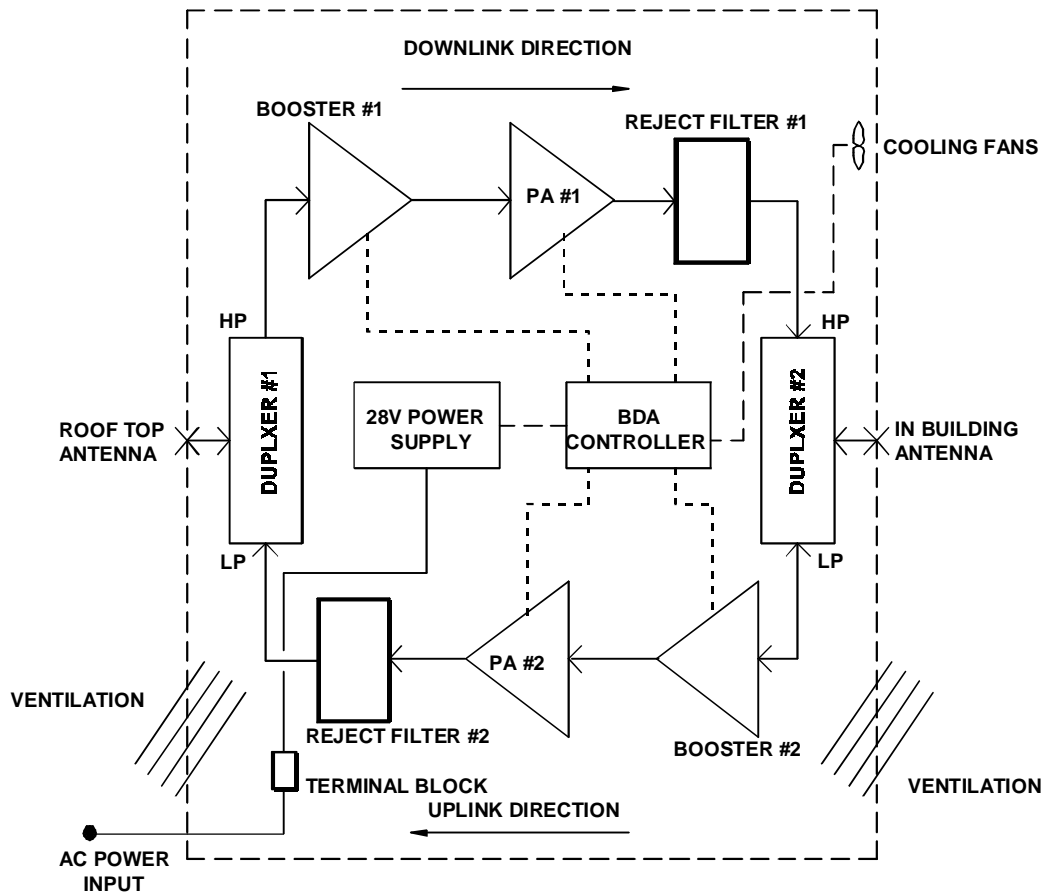 DOWNLINK DIRECTION
BOOSTER #1
REJECT FILTER #1
COOLING FANS
PA #1
HP
HP
DUPLXER #1
DUPLXER #2
28V POWER
SUPPLY
BDA
CONTROLLER
ROOF TOP
ANTENNA
IN BUILDING
ANTENNA
LP
LP
PA #2
VENTILATION
REJECT FILTER #2
BOOSTER #2
TERMINAL BLOCK
VENTILATION
UPLINK DIRECTION
AC POWER
INPUT